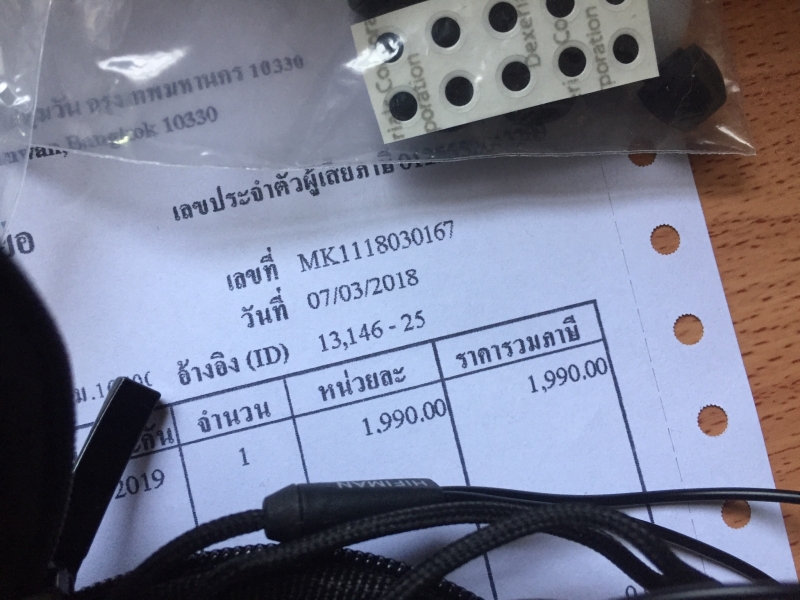 กรุงเทพมหานคร 10330
Bangkok 10330
เลขประจำตัวผู้เสียภาษี
เลขที่ MK1118030167
วันที่ 07/03/2018
อ้างอิง (ID) 13,146 - 25
จำนวน หน่วยละ ราคารวมภาษี
2019 1 1,990.00 1,990.00
HIFIMAN
Dexeri
poration
poration